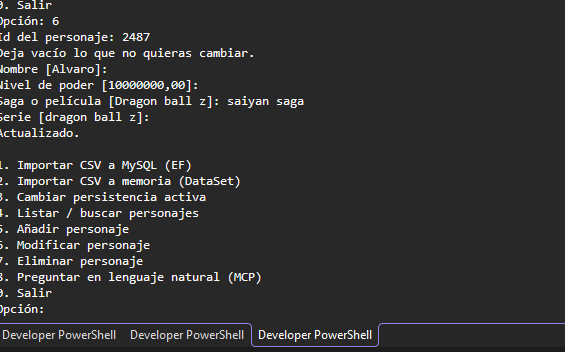 0. Salir
Opción: 6
Id del personaje: 2487
Deja vacío lo que no quieras cambiar.
Nombre [Alvaro]:
Nivel de poder [10000000,00]:
Saga o película [Dragon ball z]: saiyan saga
Serie [dragon ball z]:
Actualizado.
1. Importar CSV a MySQL (EF)
2. Importar CSV a memoria (DataSet)
3. Cambiar persistencia activa
4. Listar / buscar personajes
5. Añadir personaje
6. Modificar personaje
7. Eliminar personaje
8. Preguntar en lenguaje natural (MCP)
0. Salir
Opción:
Developer PowerShell Developer PowerShell Developer PowerShell